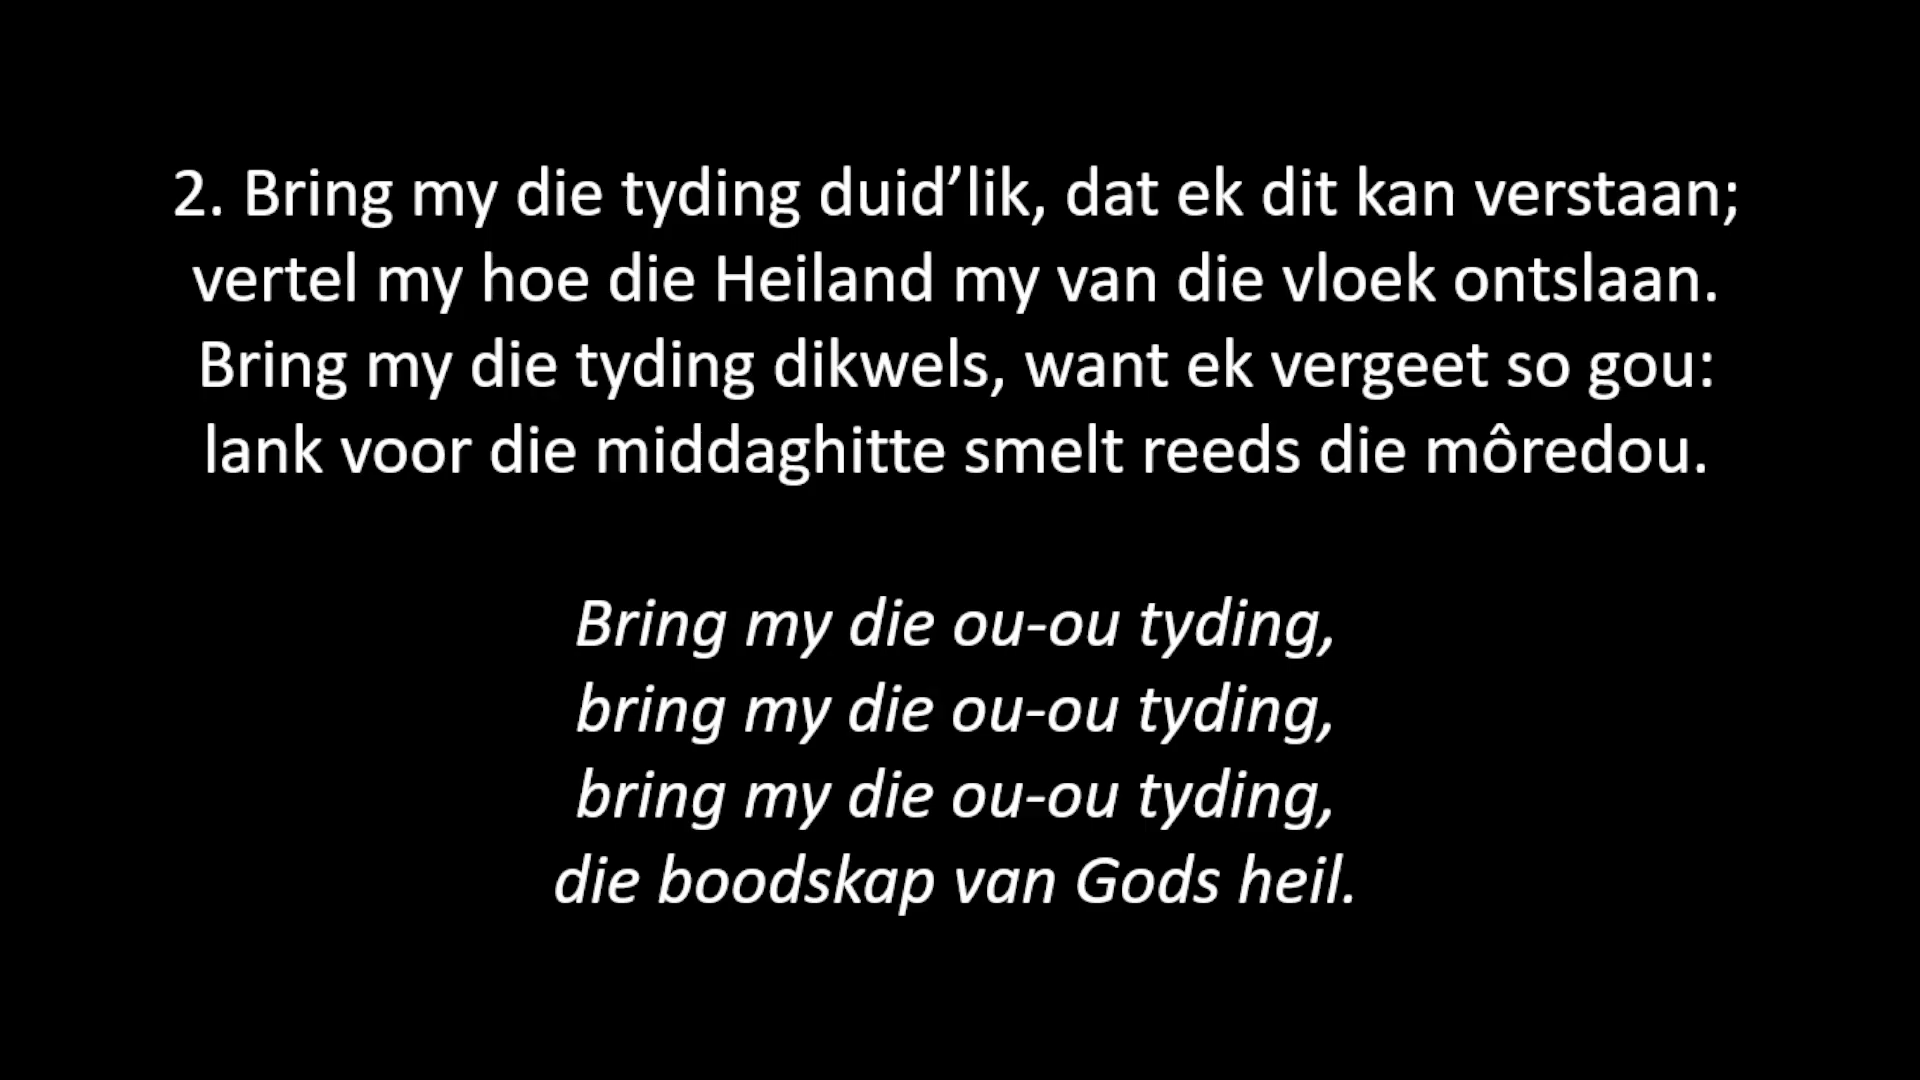 2. Bring my die tyding duid’lik, dat ek dit kan verstaan;
vertel my hoe die Heiland my van die vloek ontslaan.
Bring my die tyding dikwels, want ek vergeet so gou:
lank voor die middaghitte smelt reeds die môredou.
Bring my die ou-ou tyding,
bring my die ou-ou tyding,
bring my die ou-ou tyding,
die boodskap van Gods heil.